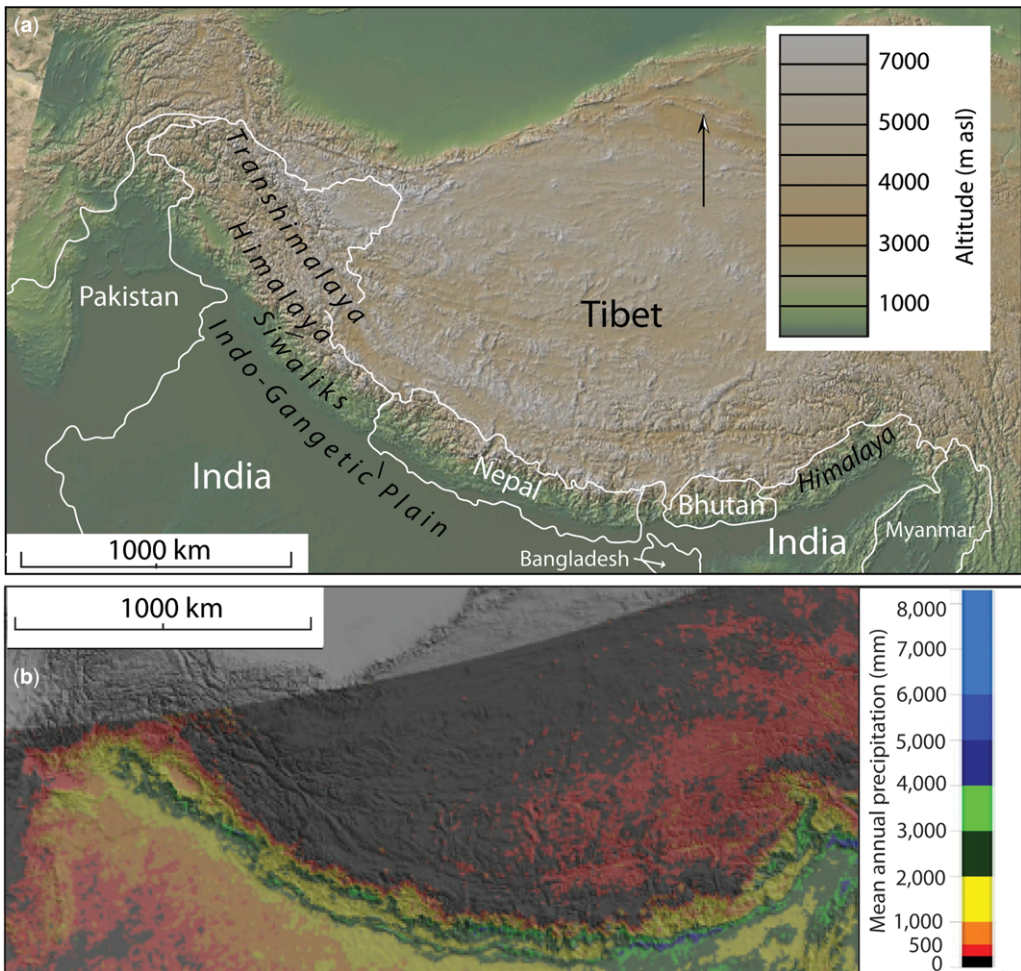 (a)
Transhimalaya
Himalaya
Siwaliks
Indo-Gangetic Plain
Pakistan
India
Tibet
Nepal
Bhutan
Himalaya
India
Myanmar
Bangladesh
1000 km
7000
5000
4000
3000
1000
Altitude (m asl)
1000 km
(b)
8,000
7,000
6,000
5,000
4,000
3,000
2,000
1,000
500
0
Mean annual precipitation (mm)